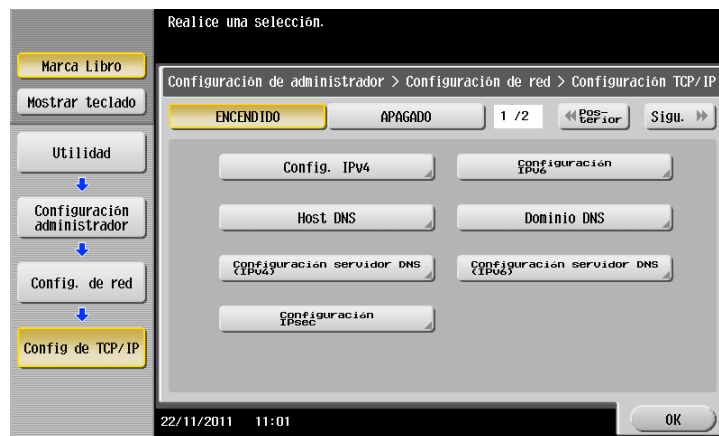 Realice una selección.
Marca Libro
Mostrar teclado
Utilidad
Configuración
administrador
Config. de red
Config de TCP/IP
Configuración de administrador > Configuración de red > Configuración TCP/IP
ENCENDIDO
APAGADO
1 /2
Pos-
terior
Sigu.
Config. IPv4
Configuración
IPv6
Host DNS
Dominio DNS
Configuración servidor DNS
(IPv4)
Configuración servidor DNS
(IPv6)
Configuración
IPsec
22/11/2011 11:01
OK